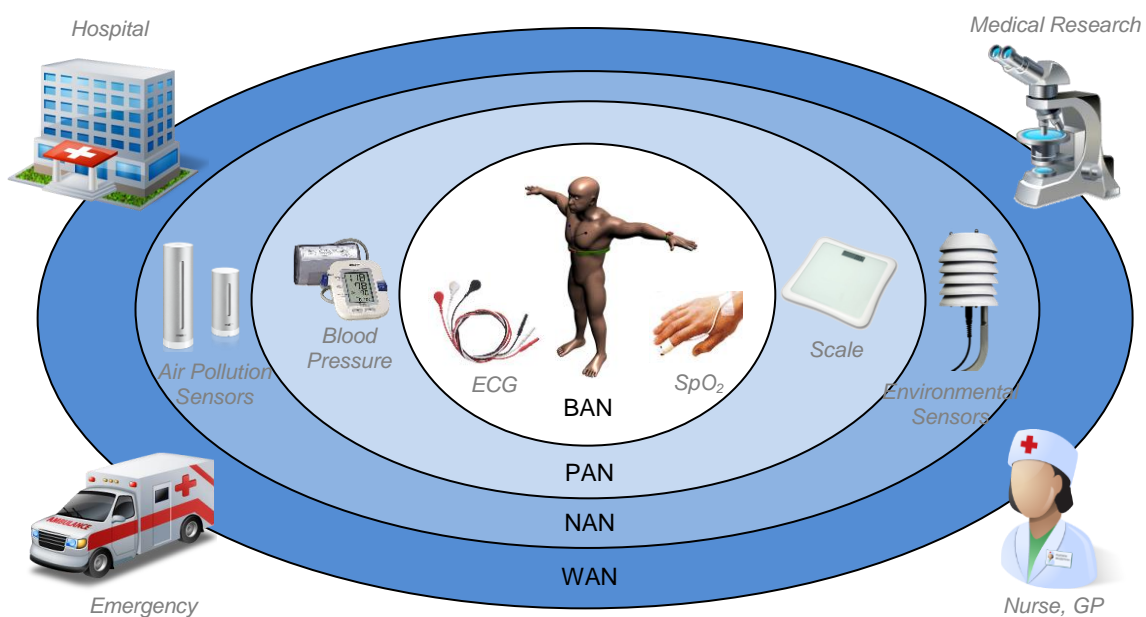 Hospital
Medical Research
Blood
Pressure
Scale
Air Pollution
Sensors
ECG
SpO₂
Environmental
Sensors
BAN
PAN
NAN
WAN
AMBULANCE
Emergency
Nurse, GP